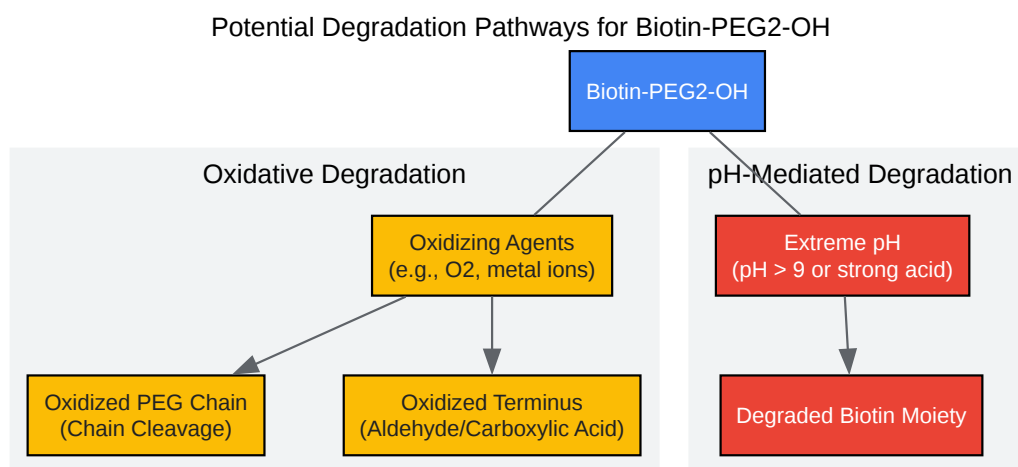 Potential Degradation Pathways for Biotin-PEG2-OH
Biotin-PEG2-OH
Oxidative Degradation
pH-Mediated Degradation
Oxidizing Agents
(e.g., O2, metal ions)
Extreme pH
(pH > 9 or strong acid)
Oxidized PEG Chain
(Chain Cleavage)
Oxidized Terminus
(Aldehyde/Carboxylic Acid)
Degraded Biotin Moiety